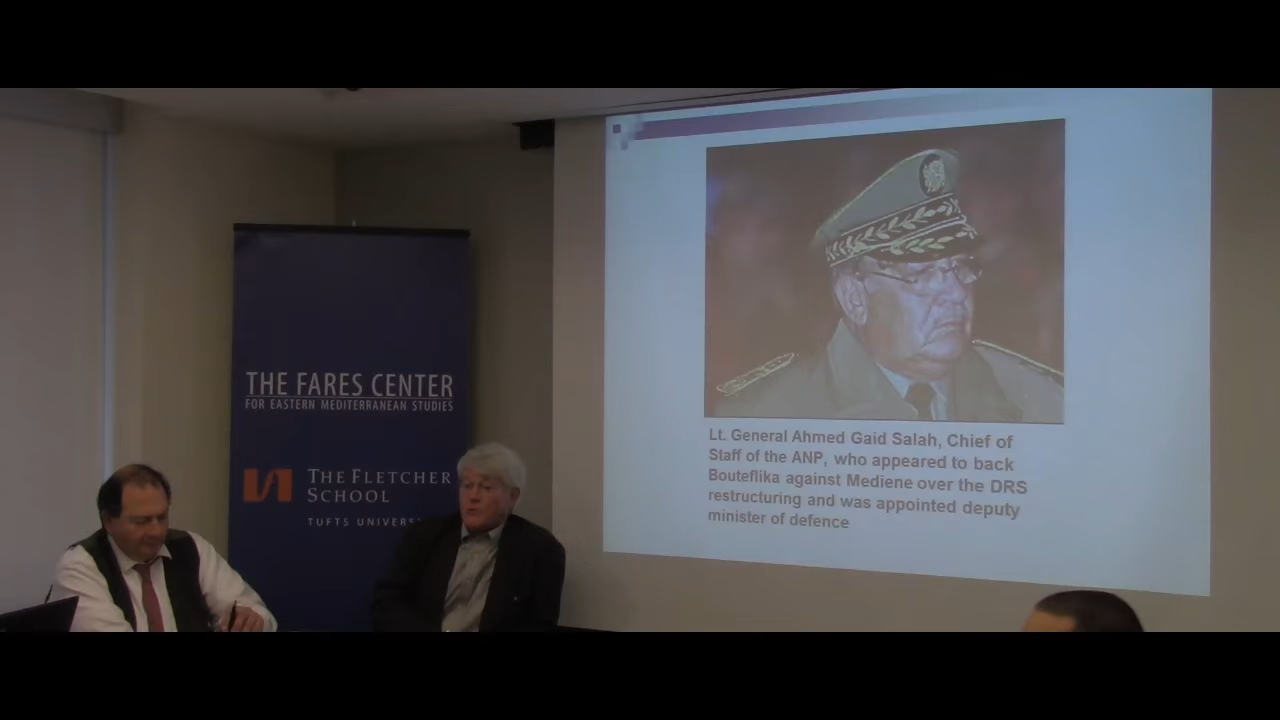 THE FARES CENTER
FOR EASTERN MEDITERRANEAN STUDIES
THE FLETCHER
SCHOOL
TUFTS UNIVERS
Lt. General Ahmed Gaid Salah, Chief of
Staff of the ANP, who appeared to back
Bouteflika against Mediene over the DRS
restructuring and was appointed deputy
minister of defence